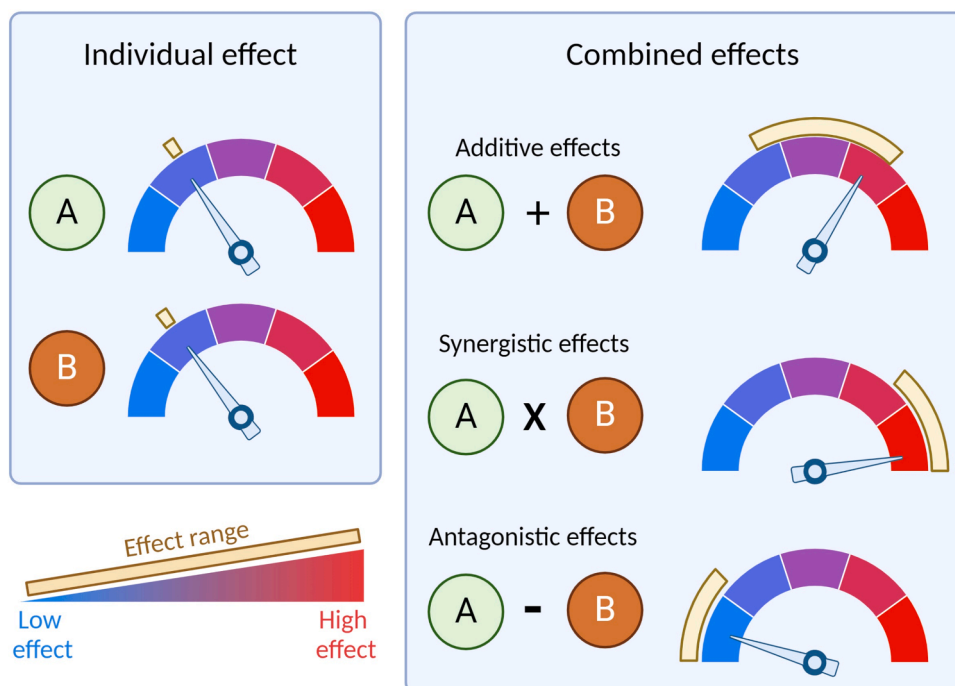 Individual effect
A
B
Effect range
Low
effect
High
effect
Combined effects
Additive effects
A + B
Synergistic effects
A X B
Antagonistic effects
A - B